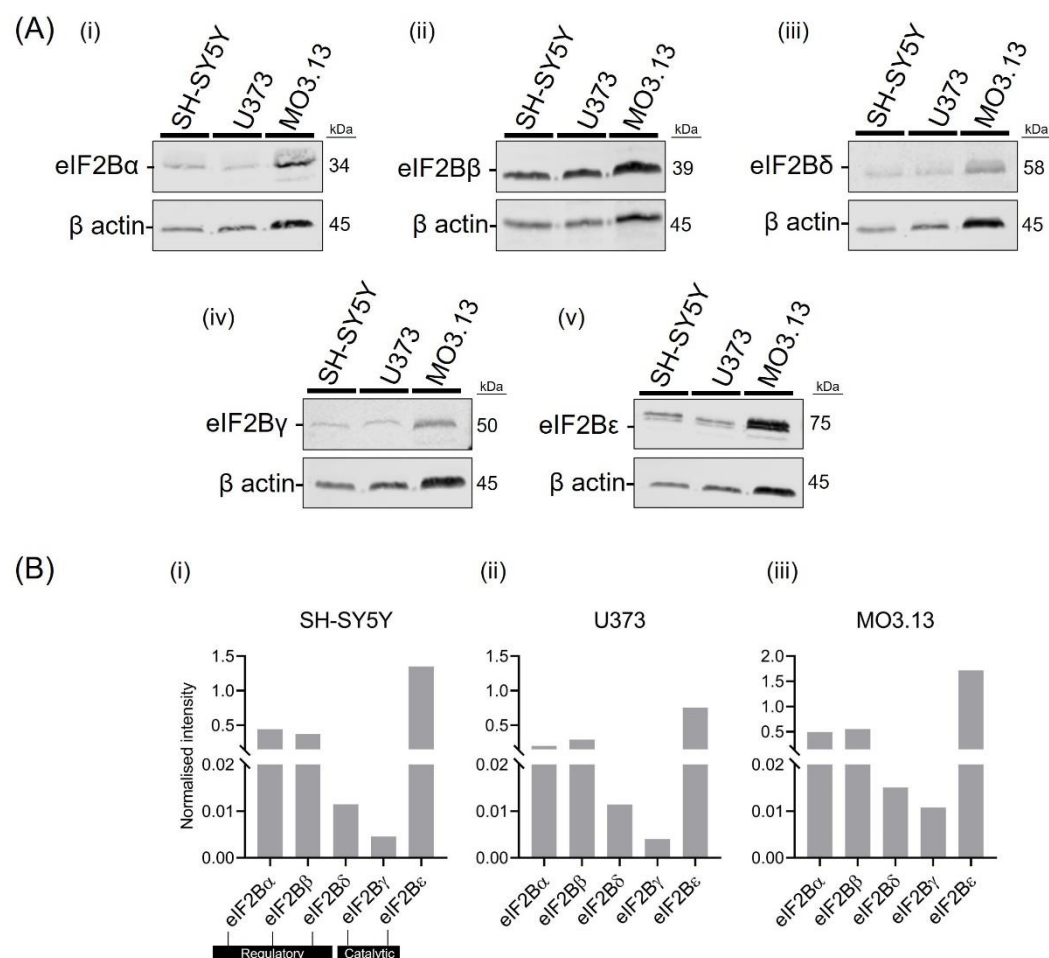 (A) (i) (ii) (iii)
SH-SY5Y U373 MO3.13 SH-SY5Y U373 MO3.13 SH-SY5Y U373 MO3.13
kDa kDa kDa
eIF2Bα 34 eIF2Bβ 39 eIF2Bδ 58
β actin 45 β actin 45 β actin 45
(iv) (v)
SH-SY5Y U373 MO3.13 SH-SY5Y U373 MO3.13
kDa kDa
eIF2Bγ 50 eIF2Bε 75
β actin 45 β actin 45
(B) (i) (ii) (iii)
SH-SY5Y U373 MO3.13
Normalised intensity
1.5 1.5 2.0
1.0 1.0 1.5
0.5 0.5 1.0
0.5
0.02 0.02 0.02
0.01 0.01 0.01
0.00 0.00 0.00
eIF2Bα eIF2Bβ eIF2Bδ eIF2Bγ eIF2Bε eIF2Bα eIF2Bβ eIF2Bδ eIF2Bγ eIF2Bε eIF2Bα eIF2Bβ eIF2Bδ eIF2Bγ eIF2Bε
Regulatory Catalytic